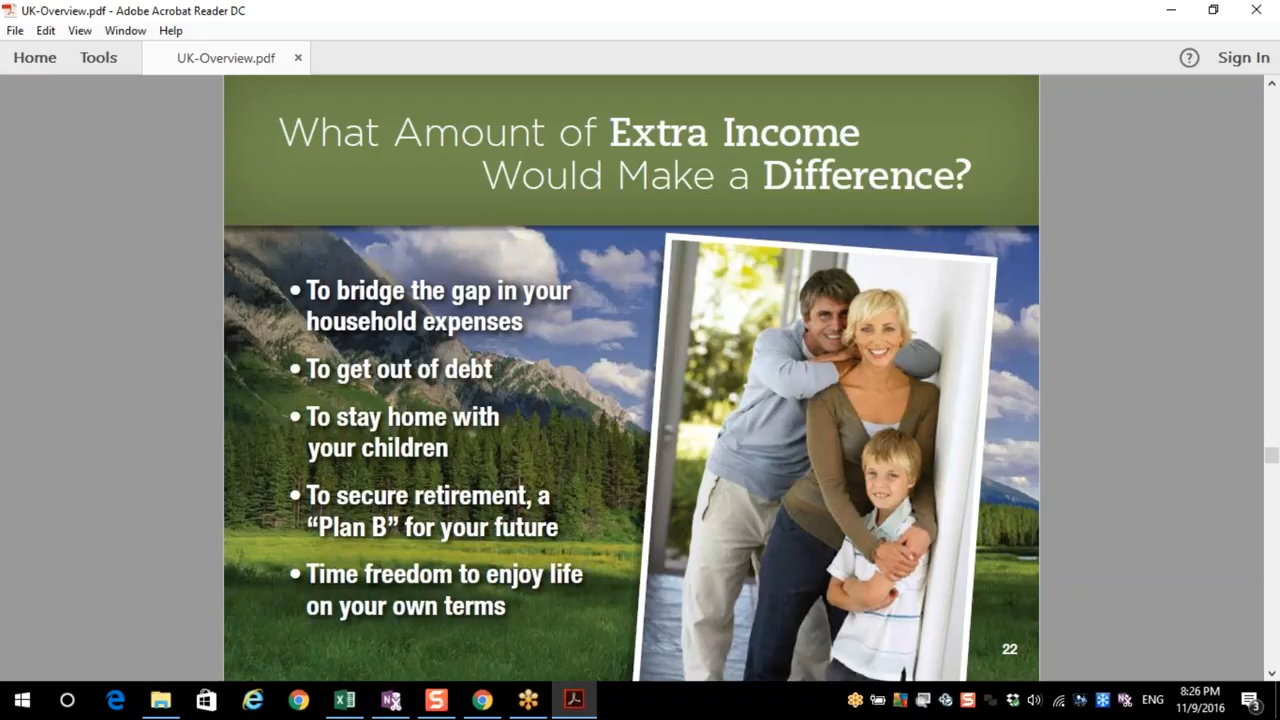 UK-Overview.pdf - Adobe Acrobat Reader DC
File Edit View Window Help
Home Tools UK-Overview.pdf × ? Sign In
What Amount of Extra Income
Would Make a Difference?
• To bridge the gap in your
household expenses
• To get out of debt
• To stay home with
your children
• To secure retirement, a
“Plan B” for your future
• Time freedom to enjoy life
on your own terms
22
ENG
8:26 PM
11/9/2016
3